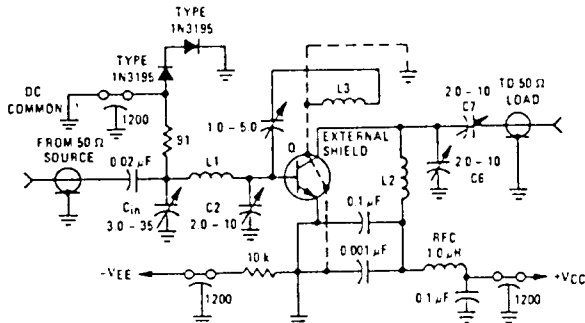 TYPE
1N3195
TYPE
1N3195
DC
COMMON
1200
91
FROM 50 Ω
SOURCE
0.02 μF
L1
C2
2.0 - 10
Cin
3.0 - 35
1.0 - 5.0
L3
EXTERNAL
SHIELD
Q
L2
2.0 - 10
C7
TO 50 Ω
LOAD
2.0 - 10
C6
0.1 μF
0.001 μF
RFC
1.0 μH
-VEE
10 k
1200
0.1 μF
1200
+VCC